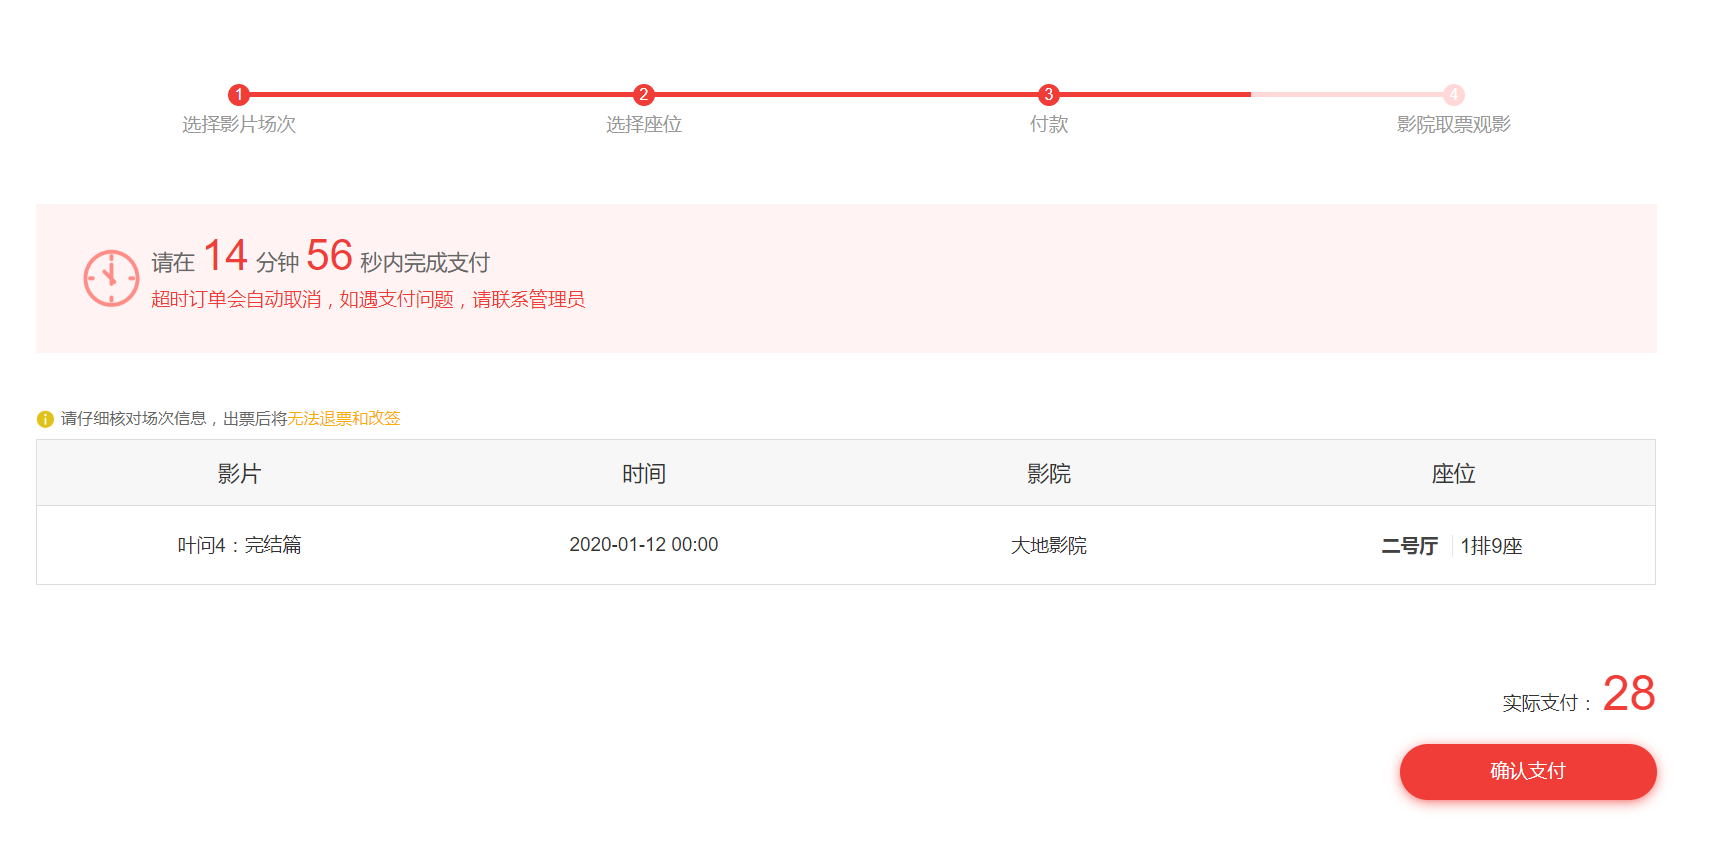 1 2 3 4
选择影片场次 选择座位 付款 影院取票观影
请在 14 分钟 56 秒内完成支付
超时订单会自动取消，如遇支付问题，请联系管理员
请仔细核对场次信息，出票后将无法退票和改签
影片 时间 影院 座位
叶问4：完结篇 2020-01-12 00:00 大地影院 二号厅 1排9座
实际支付： 28
确认支付